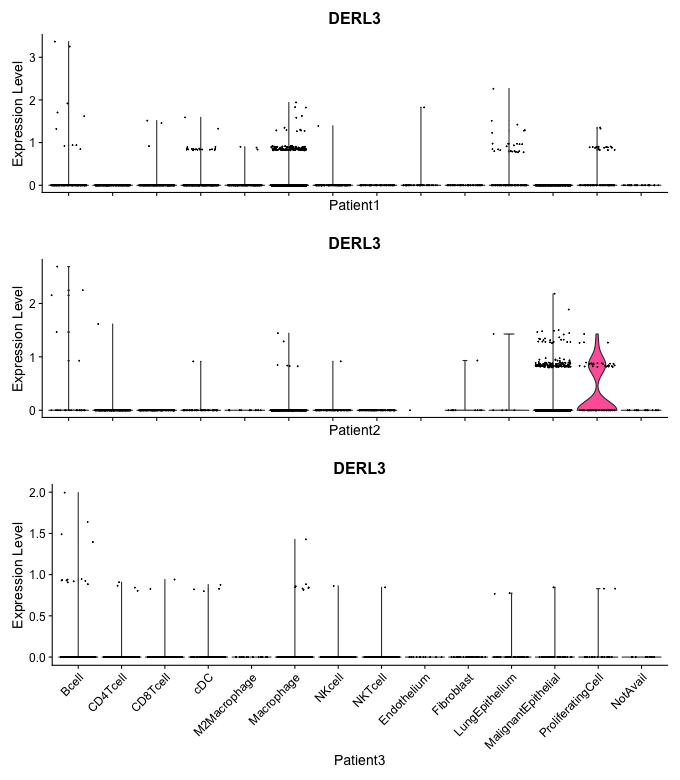 DERL3
Expression Level
3
2
1
0
Patient1
DERL3
Expression Level
2
1
0
Patient2
DERL3
Expression Level
2.0
1.5
1.0
0.5
0.0
Bcell
CD4Tcell
CD8Tcell
cDC
M2Macrophage
Macrophage
NKcell
NKTcell
Endothelium
Fibroblast
LungEpithelium
MalignantEpithelial
ProliferatingCell
NotAvail
Patient3